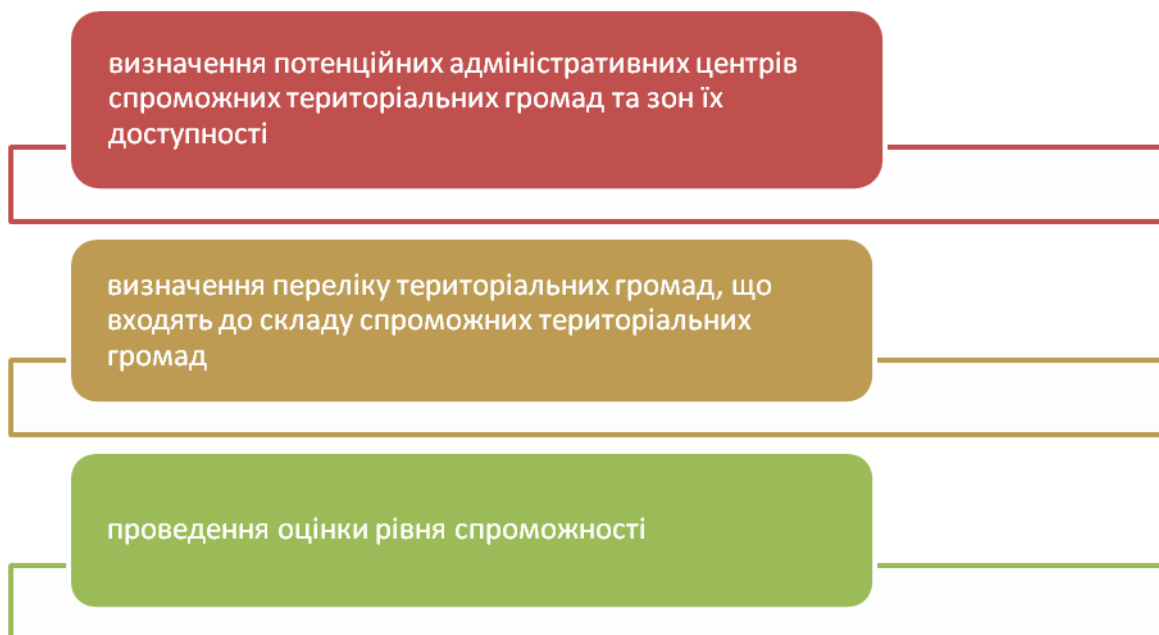 визначення потенційних адміністративних центрів
спроможних територіальних громад та зон їх
доступності
визначення переліку територіальних громад, що
входять до складу спроможних територіальних
громад
проведення оцінки рівня спроможності